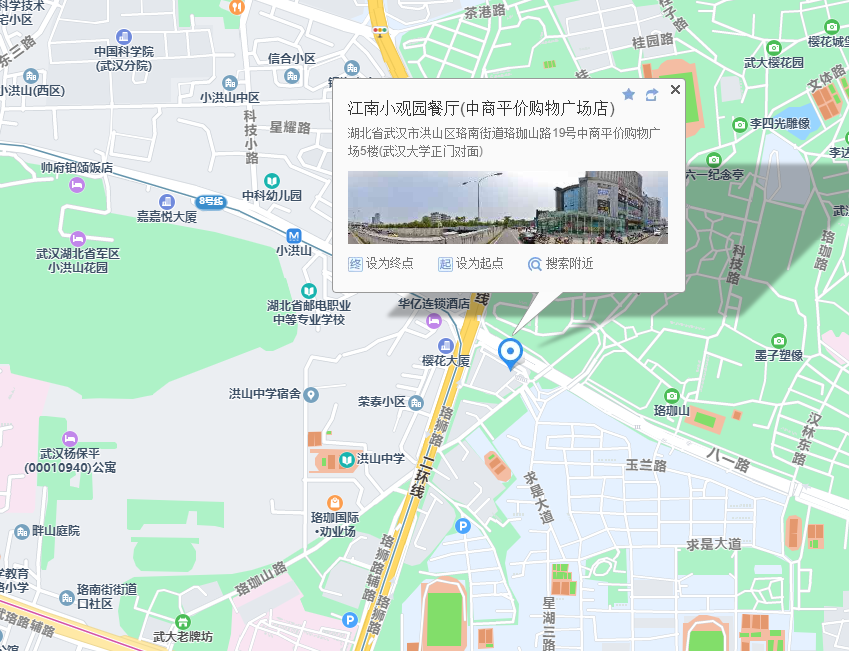 茶港路
桂园路
樱花城堡
武大樱花园
文体路
李四光雕像
六一纪念亭
科技路
珞珈路
墨子塑像
珞珈山
汉林东路
八一路
玉兰路
求是大道
求是大道
星湖三路
中国科学院
(武汉分院)
小洪山(西区)
信合小区
小洪山中区
科技小路
星耀路
帅府铂颂饭店
中科幼儿园
8号线
嘉嘉悦大厦
小洪山
武汉湖北省军区
小洪山花园
湖北省邮电职业
中等专业学校
华亿连锁酒店
樱花大厦
洪山中学宿舍
荣泰小区
珞狮路
二环线
洪山中学
武汉杨保平
(00010940)公寓
珞珈国际
·劝业场
畔山庭院
珞狮路辅路
珞狮路
珞珈山路
珞南街街道
口社区
武珞路辅路
武大老牌坊
P
P
江南小观园餐厅(中商平价购物广场店)
湖北省武汉市洪山区珞南街道珞珈山路19号中商平价购物广
场5楼(武汉大学正门对面)
终 设为终点 起 设为起点 搜索附近